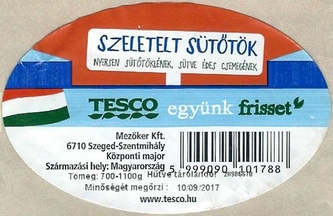 SZELETELT SÜTŐTÖK
NYERSEN SÜTŐTÖKLÉNEK, SÜTVE ÉDES CSEMEGÉNEK
TESCO együnk frisset
Mezőker Kft.
6710 Szeged-Szentmihály
Központi major
Származási hely: Magyarország
5 999090 101788
Tömeg: 700-1100g Hűtve tárolandó!
Minőségét megőrzi : 10/09/2017
www.tesco.hu